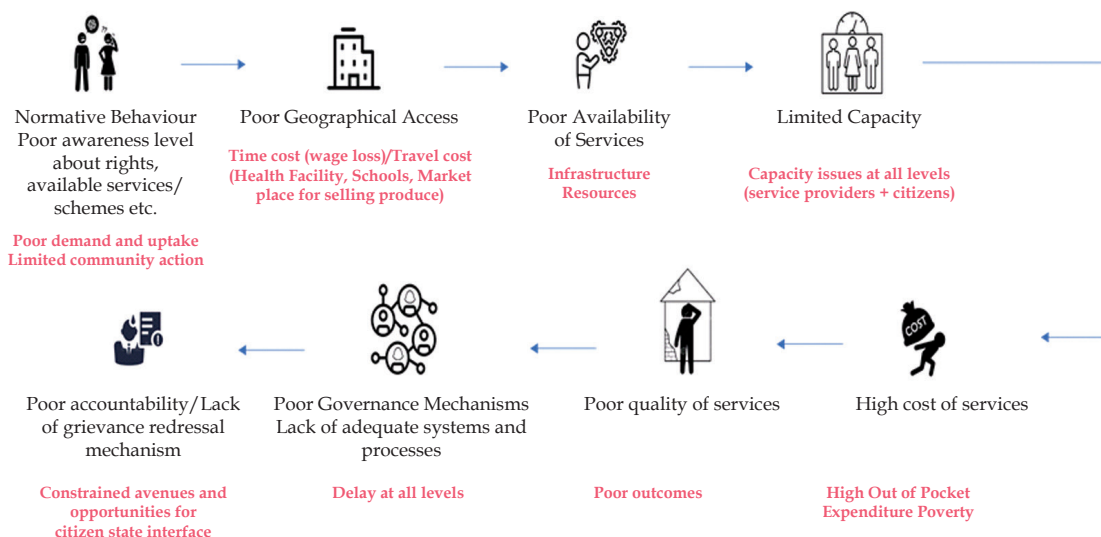 Normative Behaviour
Poor awareness level
about rights,
available services/
schemes etc.
Poor demand and uptake
Limited community action
Poor Geographical Access
Time cost (wage loss)/Travel cost
(Health Facility, Schools, Market
place for selling produce)
Poor Availability
of Services
Infrastructure
Resources
Limited Capacity
Capacity issues at all levels
(service providers + citizens)
COST
High cost of services
High Out of Pocket
Expenditure Poverty
Poor quality of services
Poor outcomes
Poor Governance Mechanisms
Lack of adequate systems and
processes
Delay at all levels
Poor accountability/Lack
of grievance redressal
mechanism
Constrained avenues and
opportunities for
citizen state interface